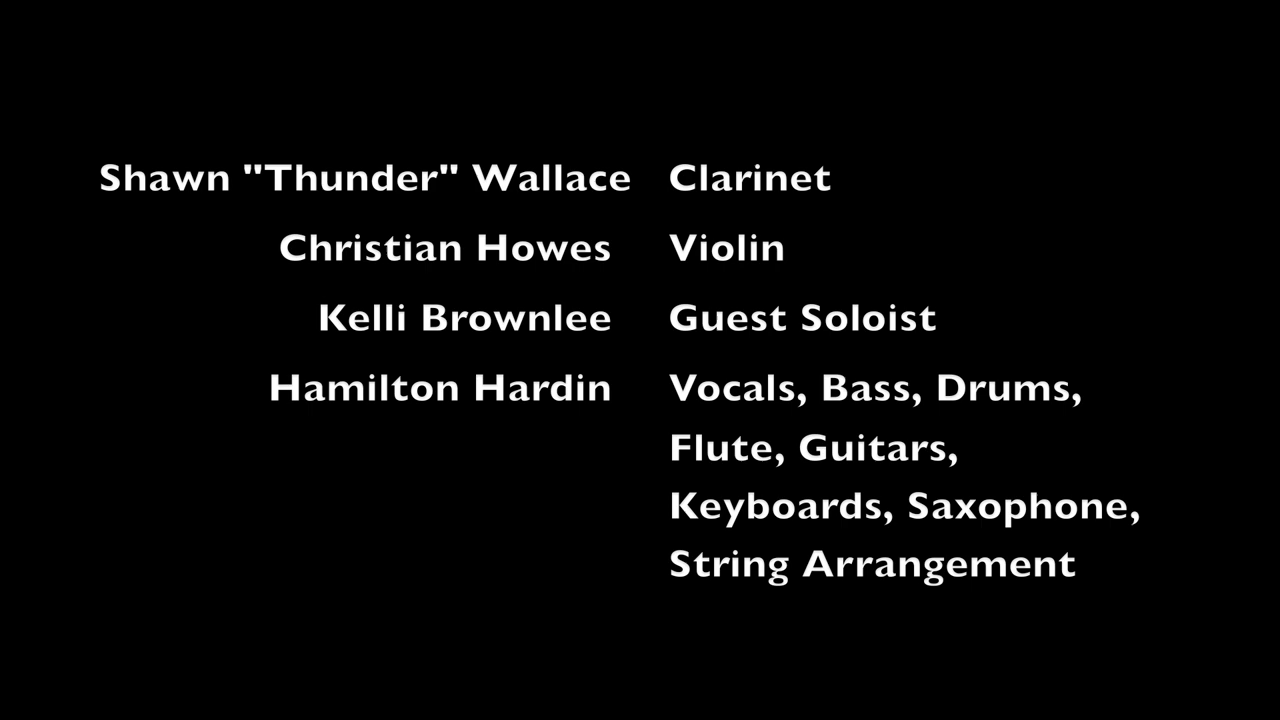 Shawn "Thunder" Wallace Clarinet
Christian Howes Violin
Kelli Brownlee Guest Soloist
Hamilton Hardin Vocals, Bass, Drums,
Flute, Guitars,
Keyboards, Saxophone,
String Arrangement